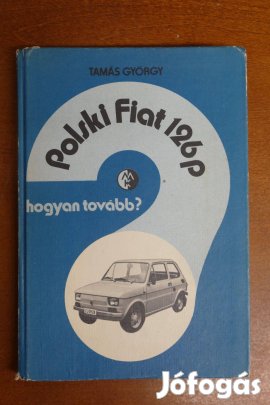 TAMÁS GYÖRGY
Polski Fiat 126p
hogyan tovább?
Jófogás